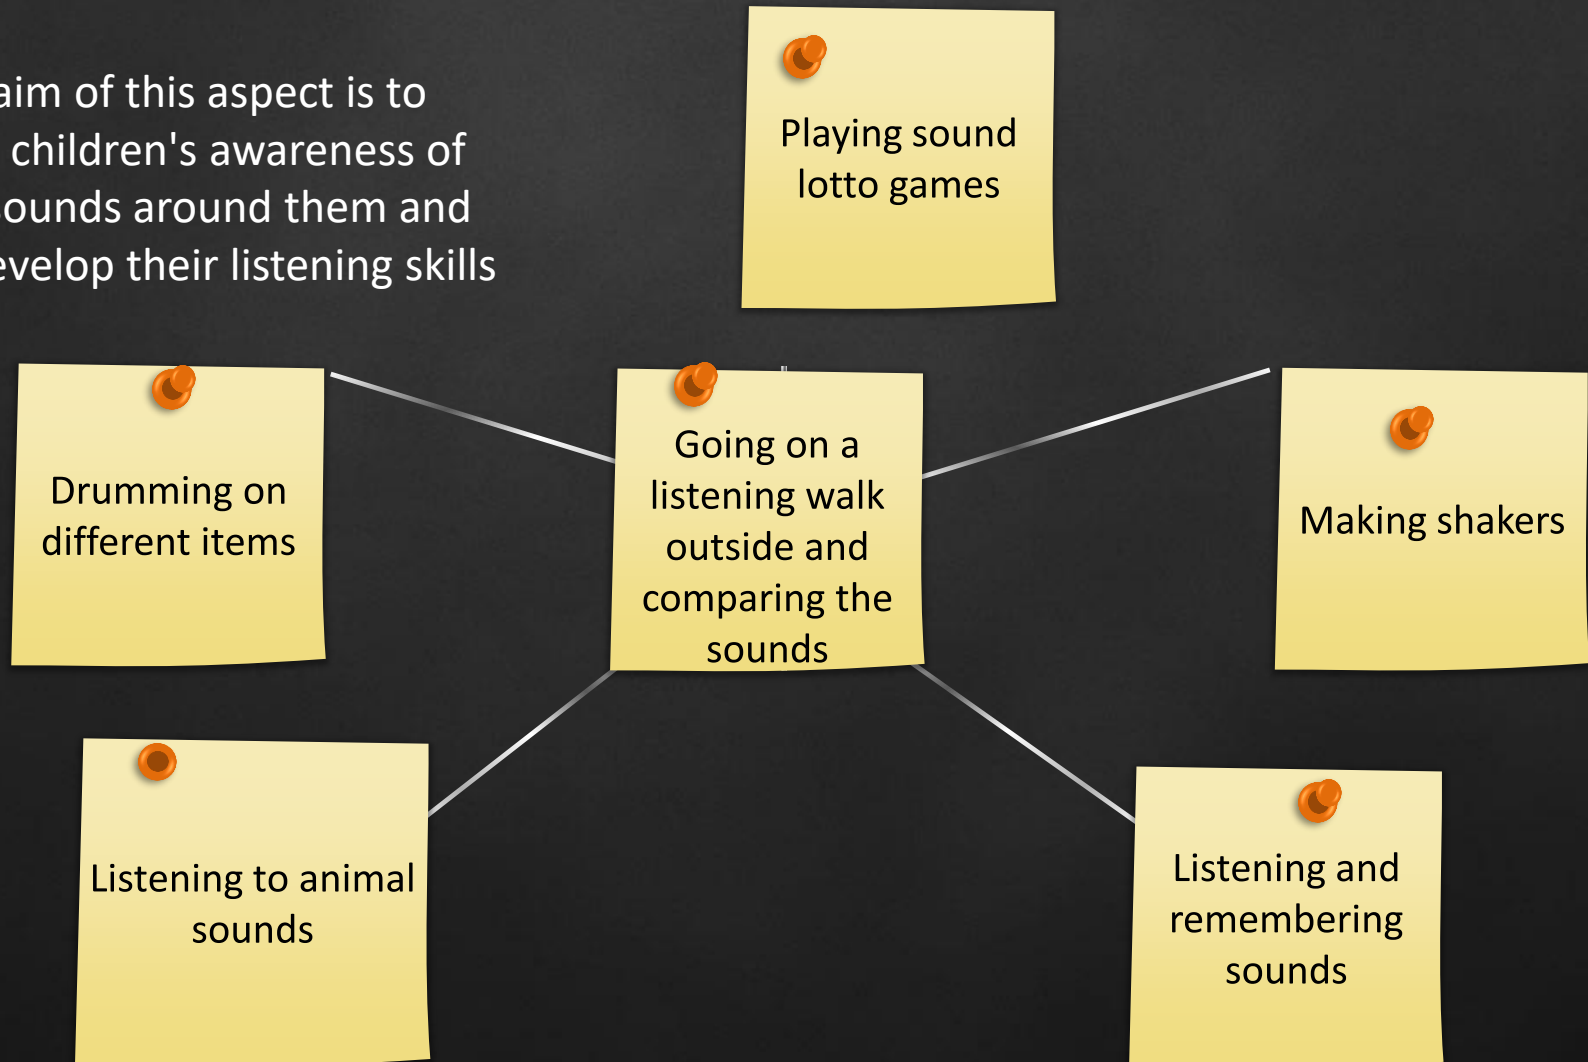 aim of this aspect is to
children's awareness of
sounds around them and
evelop their listening skills
Playing sound
lotto games
Drumming on
different items
Going on a
listening walk
outside and
comparing the
sounds
Making shakers
Listening to animal
sounds
Listening and
remembering
sounds